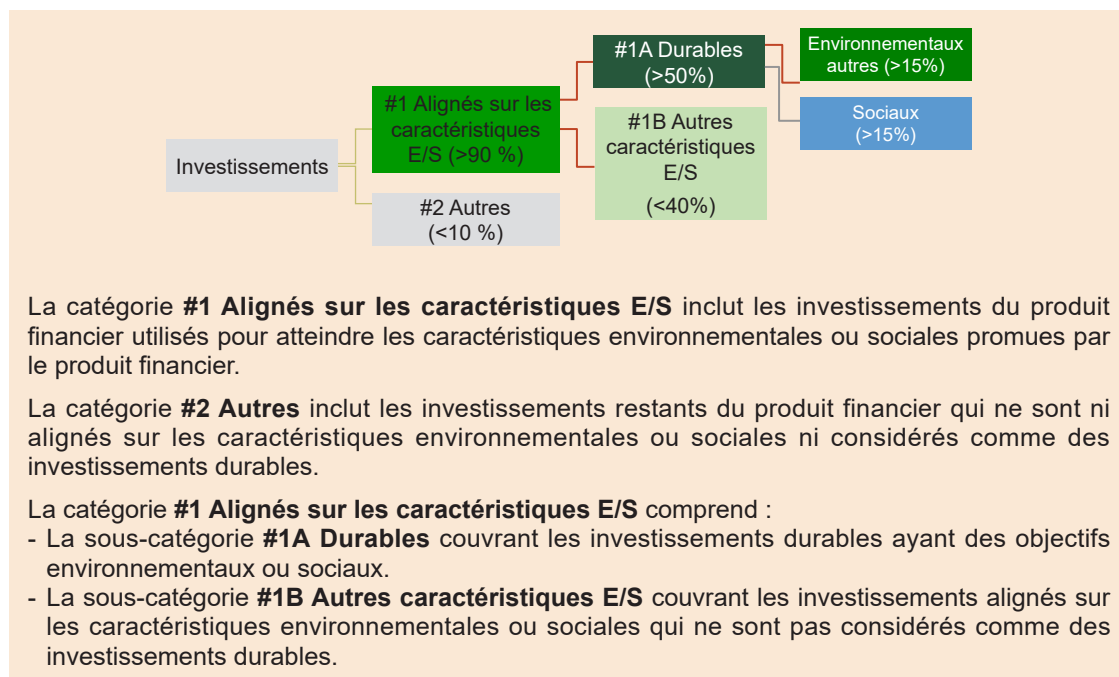 Investissements
#1 Alignés sur les
caractéristiques
E/S (>90 %)
#2 Autres
(<10 %)
#1A Durables
(>50%)
#1B Autres
caractéristiques
E/S
(<40%)
Environnementaux
autres (>15%)
Sociaux
(>15%)
La catégorie #1 Alignés sur les caractéristiques E/S inclut les investissements du produit
financier utilisés pour atteindre les caractéristiques environnementales ou sociales promues par
le produit financier.
La catégorie #2 Autres inclut les investissements restants du produit financier qui ne sont ni
alignés sur les caractéristiques environnementales ou sociales ni considérés comme des
investissements durables.
La catégorie #1 Alignés sur les caractéristiques E/S comprend :
- La sous-catégorie #1A Durables couvrant les investissements durables ayant des objectifs
environnementaux ou sociaux.
- La sous-catégorie #1B Autres caractéristiques E/S couvrant les investissements alignés sur
les caractéristiques environnementales ou sociales qui ne sont pas considérés comme des
investissements durables.